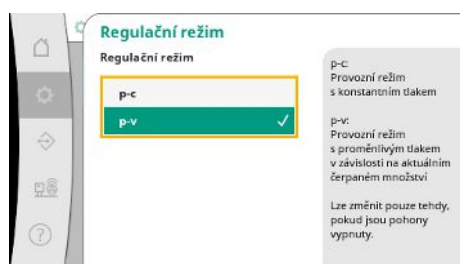 Regulační režim
Regulační režim
p-c
p-v
p-c:
Provozní režim
s konstantním tlakem
p-v:
Provozní režim
s proměnlivým tlakem
v závislosti na aktuálním
čerpaném množství
Lze změnit pouze tehdy,
pokud jsou pohony
vypnuty.